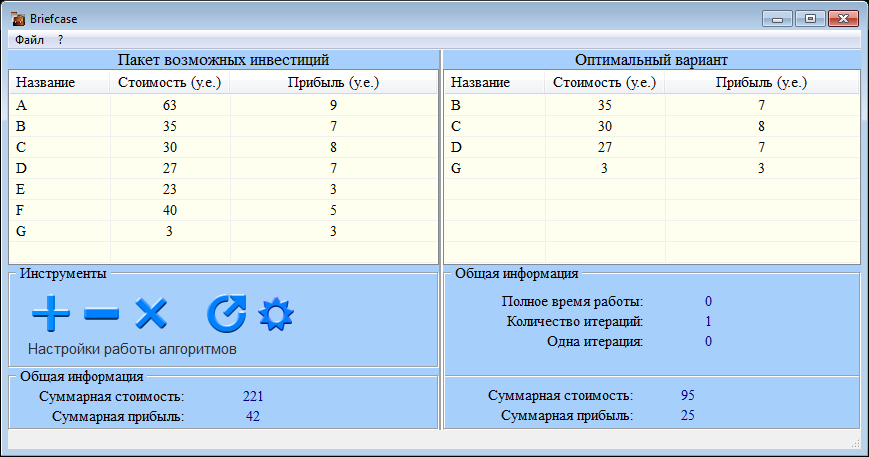 Briefcase
Файл ?
Пакет возможных инвестиций
Название Стоимость (у.е.) Прибыль (у.е.)
A 63 9
B 35 7
C 30 8
D 27 7
E 23 3
F 40 5
G 3 3
Инструменты
Настройки работы алгоритмов
Общая информация
Суммарная стоимость: 221
Суммарная прибыль: 42
Оптимальный вариант
Название Стоимость (у.е.) Прибыль (у.е.)
B 35 7
C 30 8
D 27 7
G 3 3
Общая информация
Полное время работы: 0
Количество итераций: 1
Одна итерация: 0
Суммарная стоимость: 95
Суммарная прибыль: 25